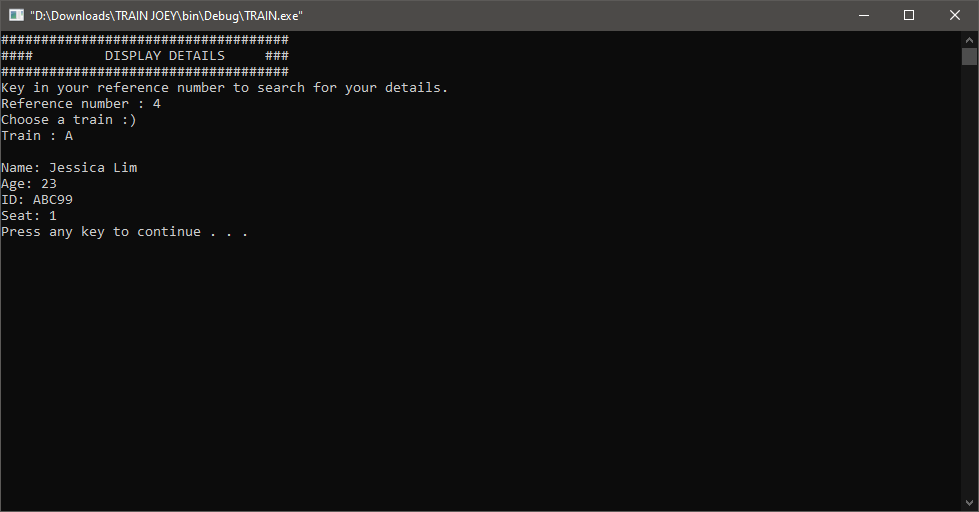 "D:\Downloads\TRAIN JOEY\bin\Debug\TRAIN.exe"
####################################
####         DISPLAY DETAILS     ###
####################################
Key in your reference number to search for your details.
Reference number : 4
Choose a train :)
Train : A

Name: Jessica Lim
Age: 23
ID: ABC99
Seat: 1
Press any key to continue . . .